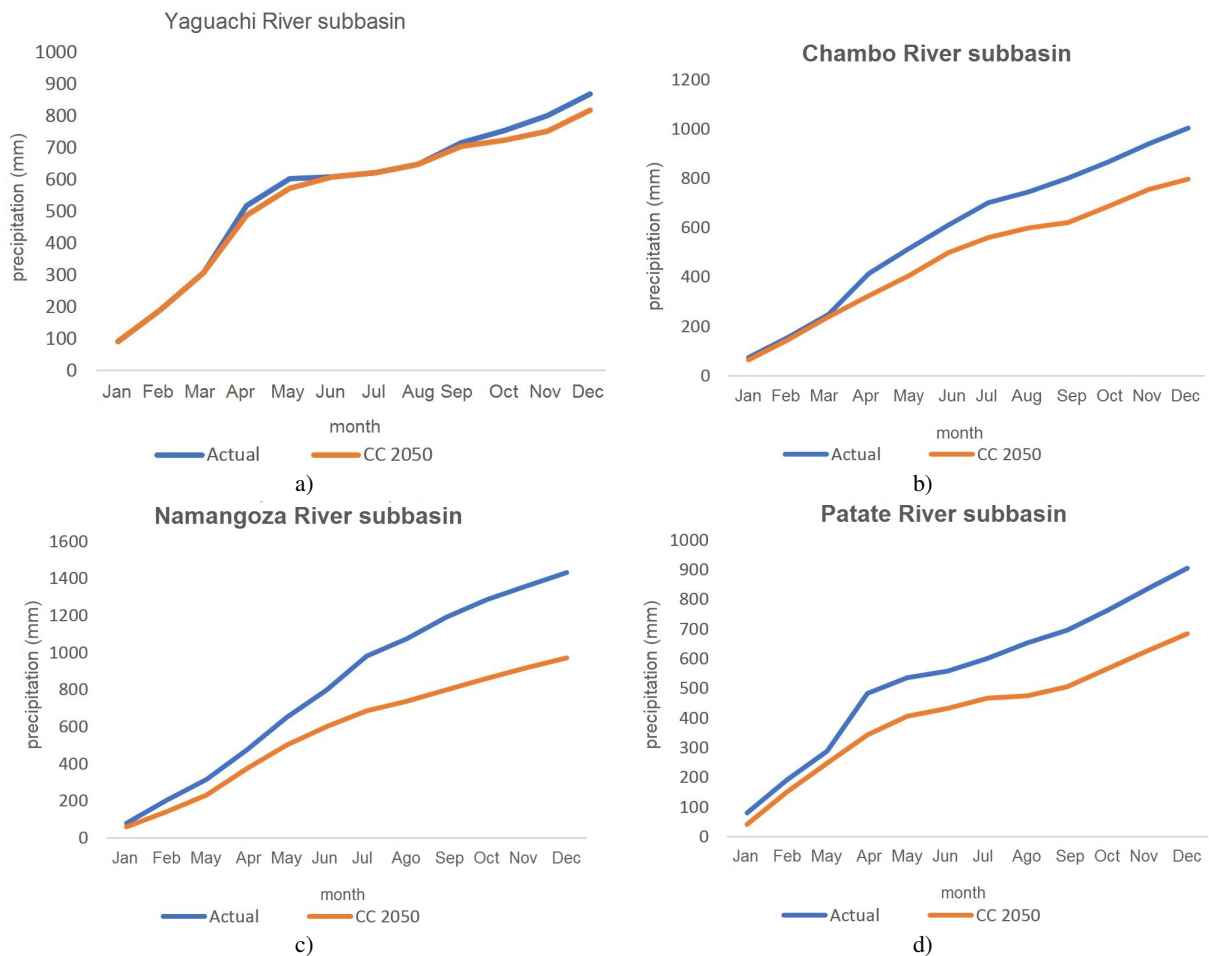 Yaguachi River subbasin
1000
900
800
700
600
500
400
300
200
100
0
precipitation (mm)
Jan Feb Mar Apr May Jun Jul Aug Sep Oct Nov Dec
month
Actual CC 2050
a)
Chambo River subbasin
1200
1000
800
600
400
200
0
precipitation (mm)
Jan Feb Mar Apr May Jun Jul Aug Sep Oct Nov Dec
month
Actual CC 2050
b)
Namangoza River subbasin
1600
1400
1200
1000
800
600
400
200
0
precipitation (mm)
Jan Feb May Apr May Jun Jul Ago Sep Oct Nov Dec
month
Actual CC 2050
c)
Patate River subbasin
1000
900
800
700
600
500
400
300
200
100
0
precipitation (mm)
Jan Feb May Apr May Jun Jul Ago Sep Oct Nov Dec
month
Actual CC 2050
d)